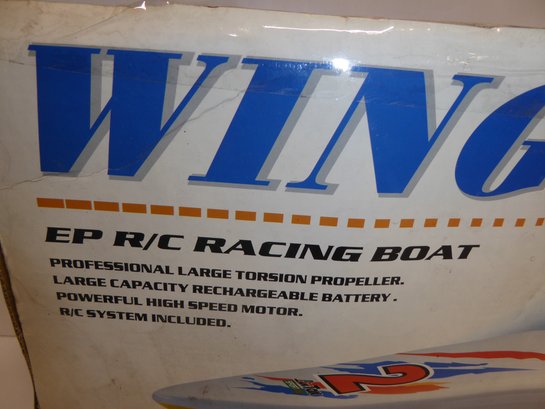 WING
EP R/C RACING BOAT
PROFESSIONAL LARGE TORSION PROPELLER.
LARGE CAPACITY RECHARGEABLE BATTERY.
POWERFUL HIGH SPEED MOTOR.
R/C SYSTEM INCLUDED.
2